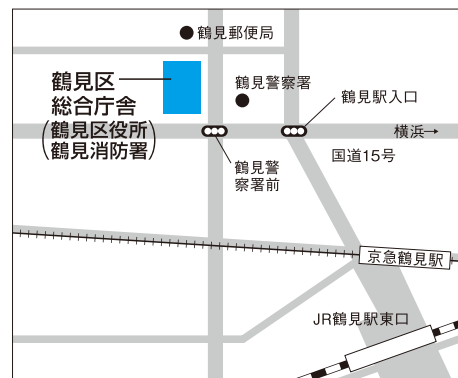 鶴見郵便局
鶴見区
総合庁舎
(鶴見区役所
鶴見消防署)
鶴見警察署
鶴見駅入口
横浜→
国道15号
鶴見警
察署前
京急鶴見駅
JR鶴見駅東口